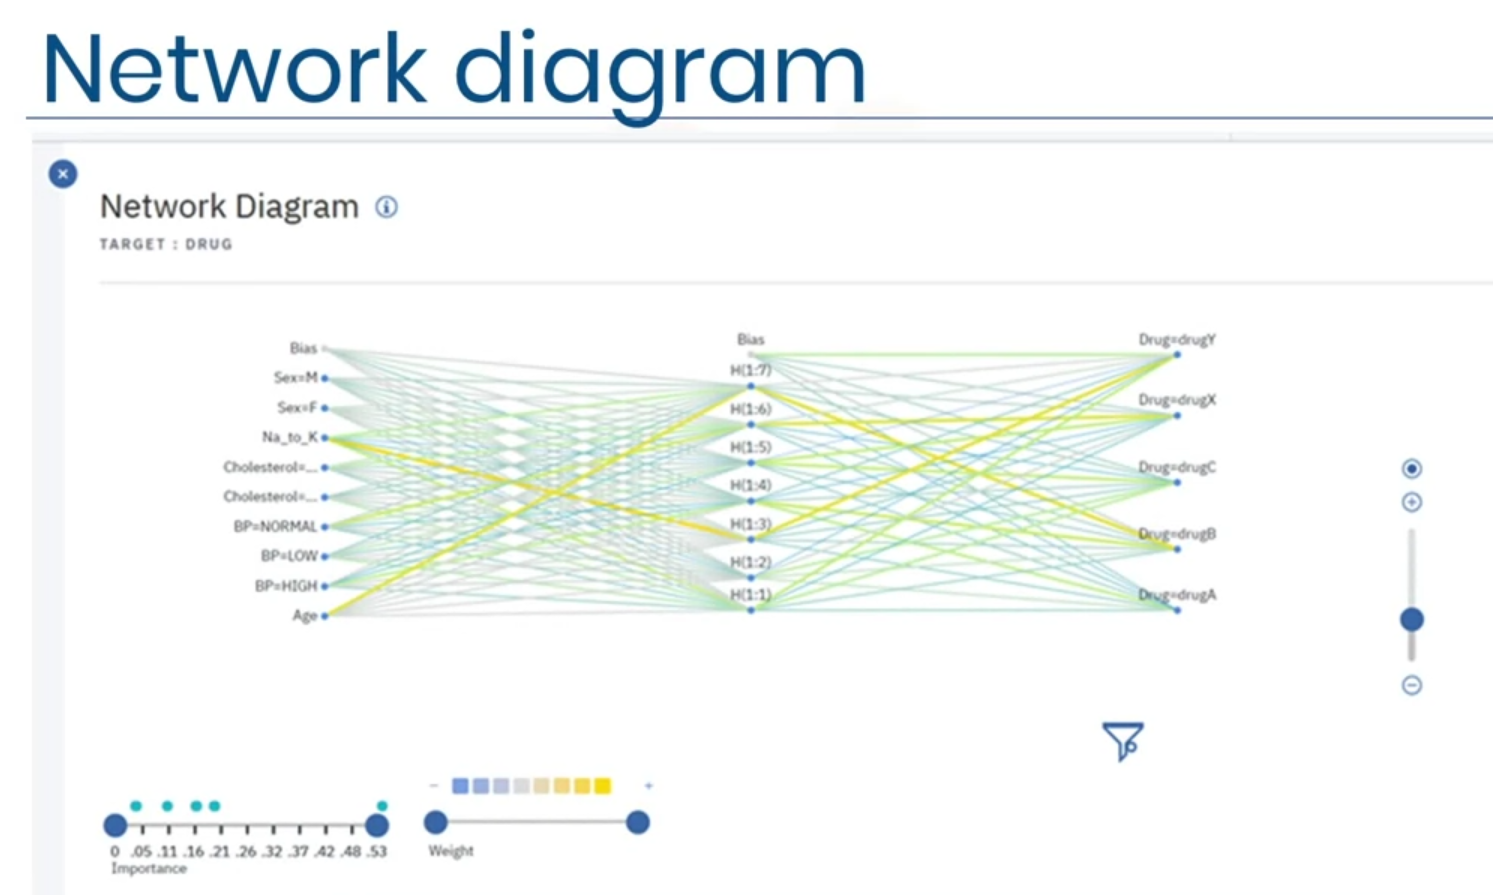 Network diagram
Network Diagram
TARGET : DRUG
Bias
Sex=M
Sex=F
Na_to_K
Cholesterol=...
Cholesterol=...
BP=NORMAL
BP=LOW
BP=HIGH
Age
Bias
H(1:7)
H(1:6)
H(1:5)
H(1:4)
H(1:3)
H(1:2)
H(1:1)
Drug=drugY
Drug=drugX
Drug=drugC
Drug=drugB
Drug=drugA
− +
0 .05 .11 .16 .21 .26 .32 .37 .42 .48 .53
Importance
Weight